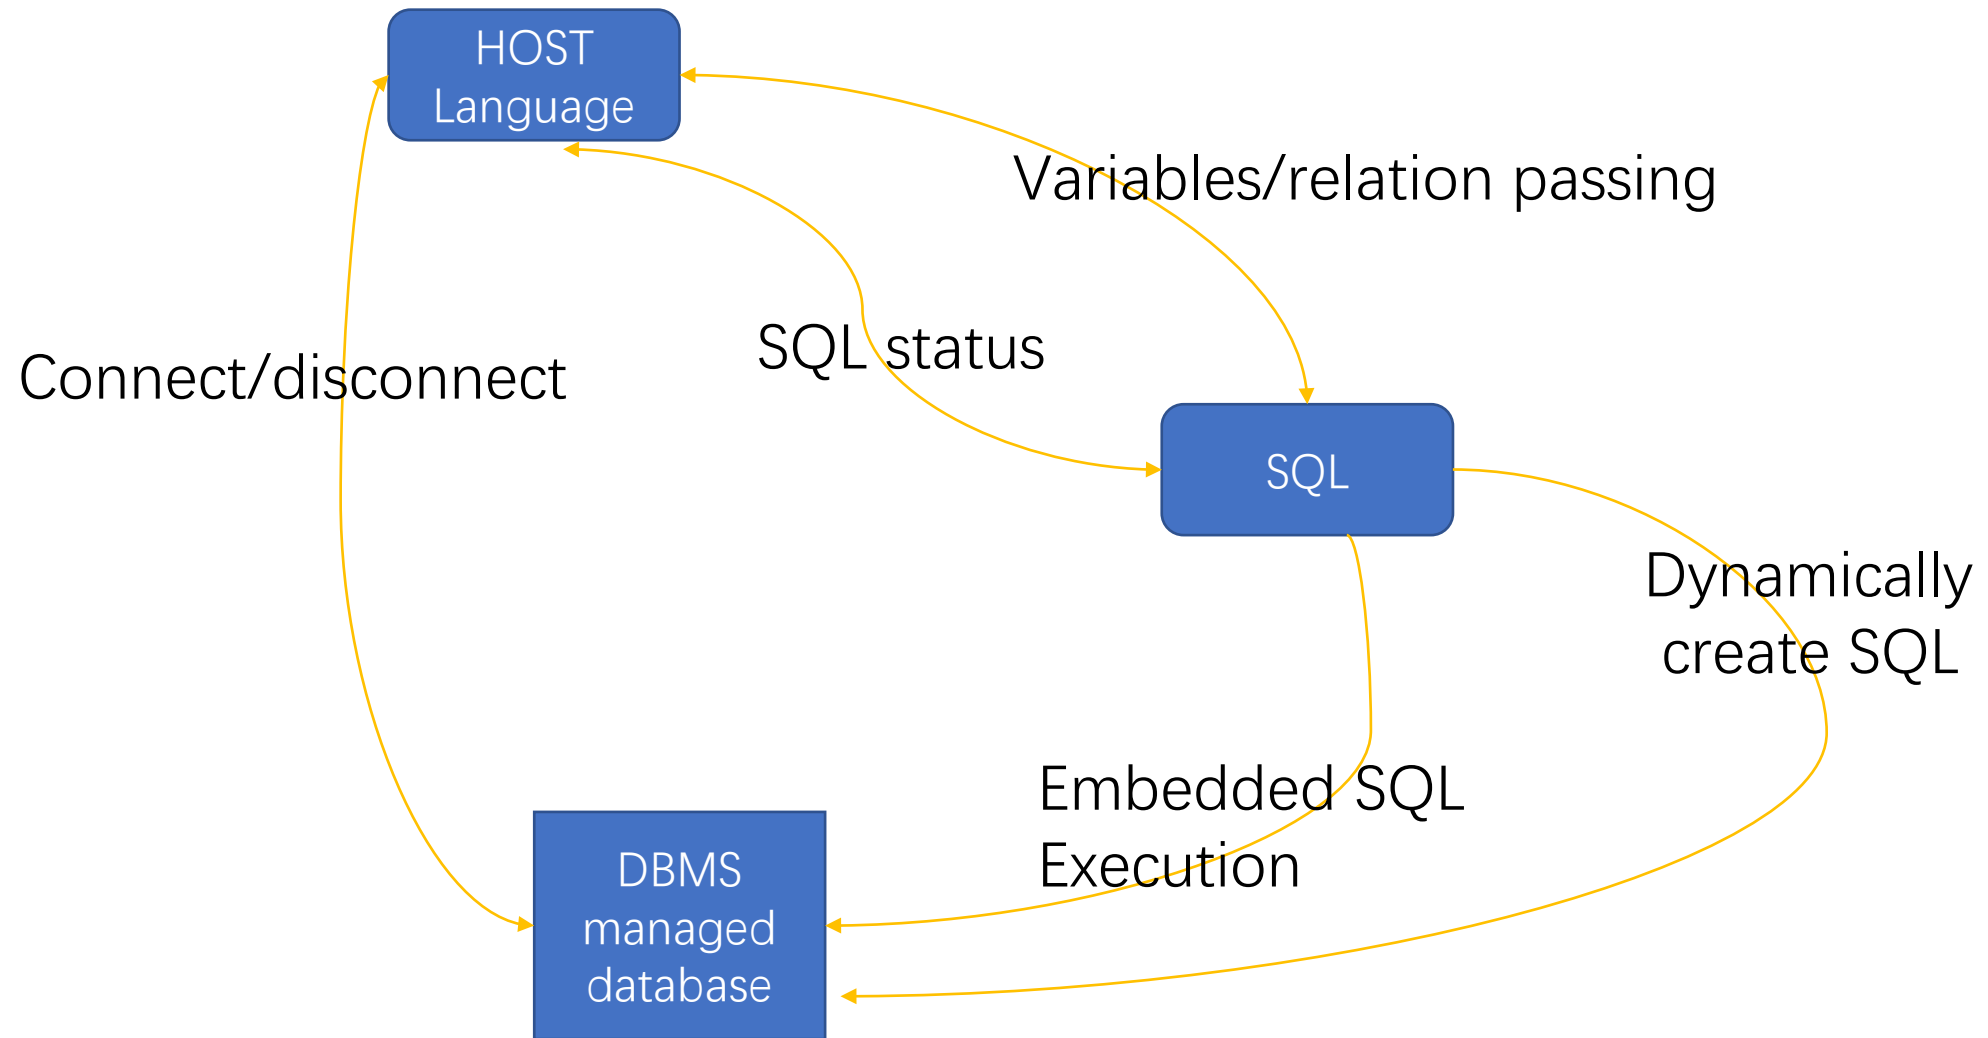 HOST
Language
Variables/relation passing
SQL status
Connect/disconnect
SQL
Dynamically
create SQL
Embedded SQL
Execution
DBMS
managed
database